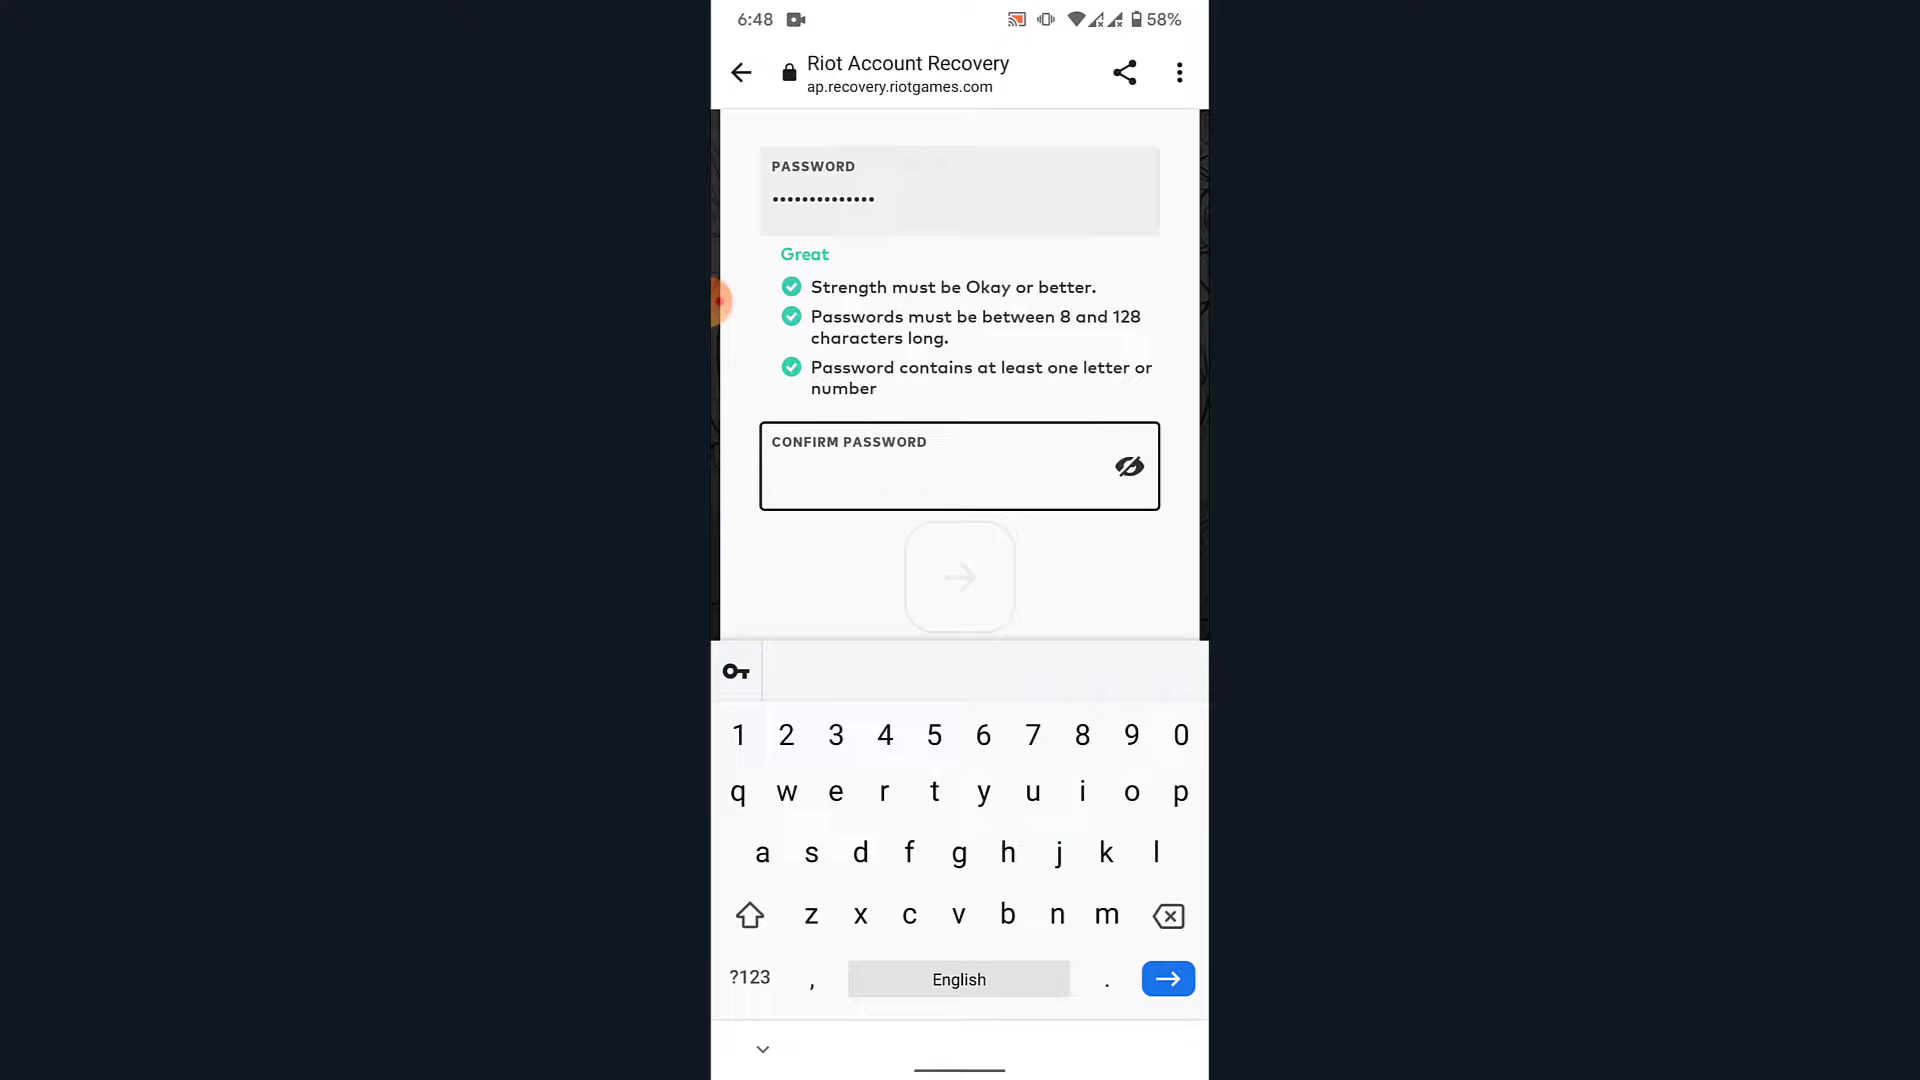 6:48
58%
Riot Account Recovery
ap.recovery.riotgames.com
PASSWORD
••••••••••••••
Great
Strength must be Okay or better.
Passwords must be between 8 and 128
characters long.
Password contains at least one letter or
number
CONFIRM PASSWORD
1 2 3 4 5 6 7 8 9 0
q w e r t y u i o p
a s d f g h j k l
z x c v b n m
?123 , English .